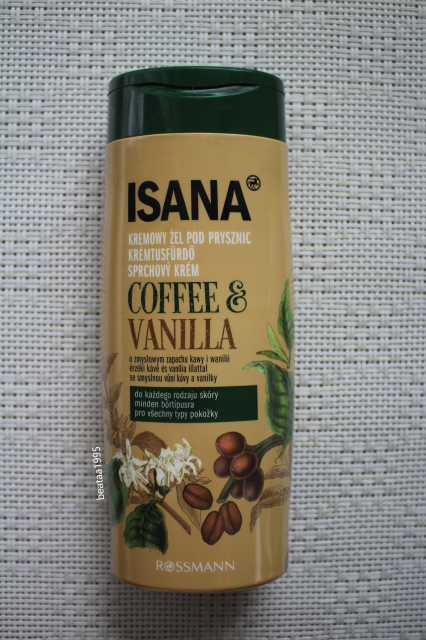 ISANA
KREMOWY ŻEL POD PRYSZNIC
KRÉMTUSFÜRDŐ
SPRCHOVÝ KRÉM
COFFEE &
VANILLA
o zmysłowym zapachu kawy i wanilii
érzéki kávé és vanília illattal
se smyslnou vůní kávy a vanilky
do każdego rodzaju skóry
minden bőrtípusra
pro všechny typy pokožky
beataa1995
ROSSMANN